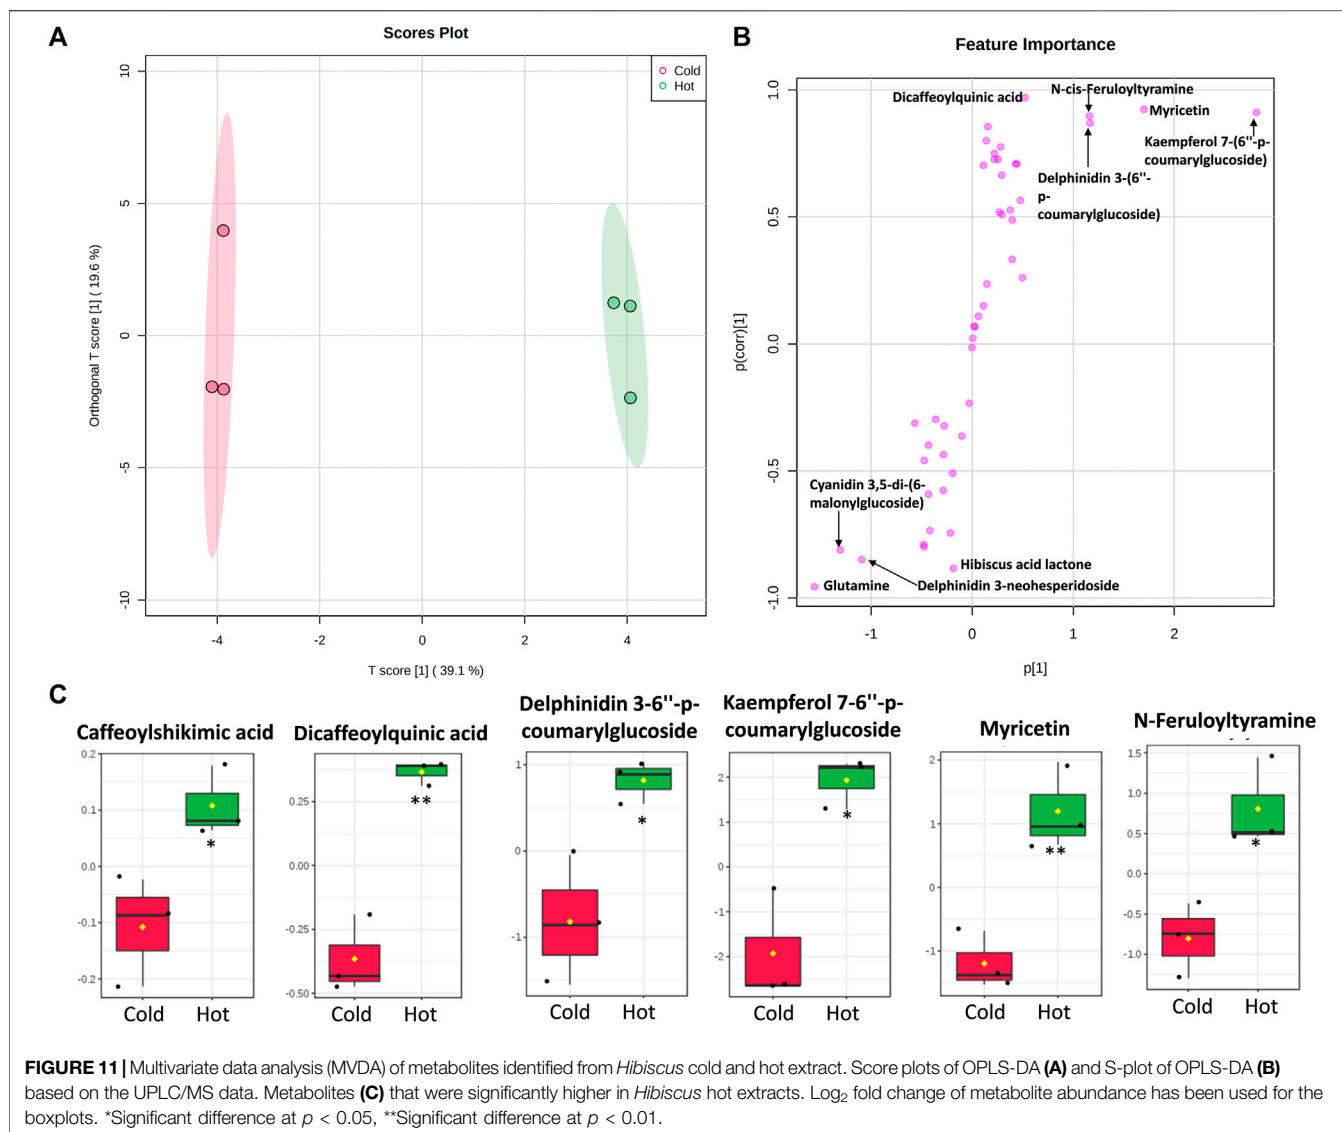 A
Scores Plot
Cold
Hot
10
5
0
-5
-10
Orthogonal T score [1] ( 19.6 %)
-4
-2
0
2
4
T score [1] ( 39.1 %)
B
Feature Importance
Dicaffeoylquinic acid
N-cis-Feruloyltyramine
Myricetin
Kaempferol 7-(6''-p-
coumarylglucoside)
Delphinidin 3-(6''-
p-
coumarylglucoside)
Cyanidin 3,5-di-(6-
malonylglucoside)
Hibiscus acid lactone
Glutamine
Delphinidin 3-neohesperidoside
1.0
0.5
0.0
-0.5
-1.0
p(corr)[1]
-1
0
1
2
p[1]
C
Caffeoylshikimic acid
0.2
0.1
0.0
-0.1
-0.2
*
Cold Hot
Dicaffeoylquinic acid
0.25
0.00
-0.25
-0.50
**
Cold Hot
Delphinidin 3-6''-p-
coumarylglucoside
1
0
-1
*
Cold Hot
Kaempferol 7-6''-p-
coumarylglucoside
2
1
0
-1
-2
*
Cold Hot
Myricetin
2
1
0
-1
**
Cold Hot
N-Feruloyltyramine
1.5
1.0
0.5
0.0
-0.5
-1.0
*
Cold Hot
FIGURE 11 | Multivariate data analysis (MVDA) of metabolites identified from Hibiscus cold and hot extract. Score plots of OPLS-DA (A) and S-plot of OPLS-DA (B)
based on the UPLC/MS data. Metabolites (C) that were significantly higher in Hibiscus hot extracts. Log2 fold change of metabolite abundance has been used for the
boxplots. *Significant difference at p < 0.05, **Significant difference at p < 0.01.